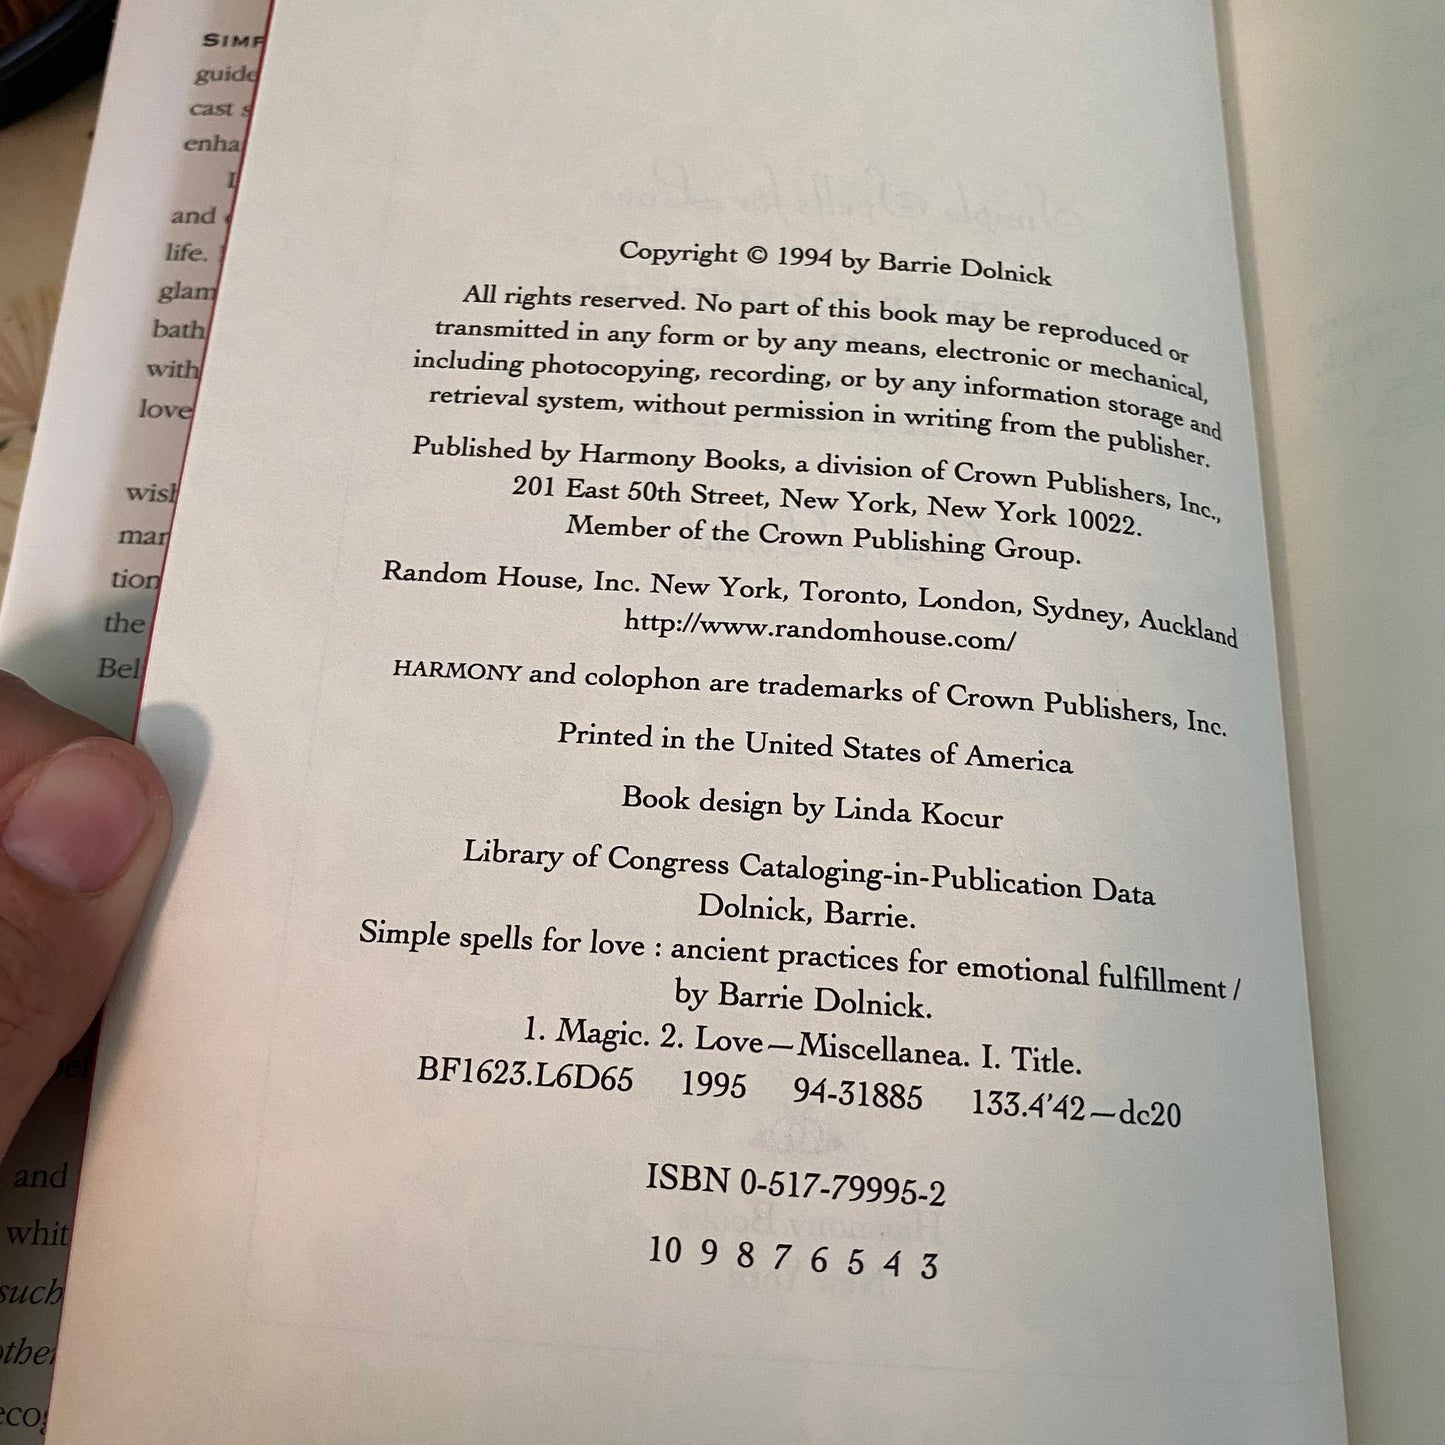 SIMP
guide
cast s
enha
I
and
life.
glam
bath
with
love
wish
mar
tion
the
Bel
and
whit
such
other
ecog
Copyright © 1994 by Barrie Dolnick
All rights reserved. No part of this book may be reproduced or
transmitted in any form or by any means, electronic or mechanical,
including photocopying, recording, or by any information storage and
retrieval system, without permission in writing from the publisher.
Published by Harmony Books, a division of Crown Publishers, Inc.,
201 East 50th Street, New York, New York 10022.
Member of the Crown Publishing Group.
Random House, Inc. New York, Toronto, London, Sydney, Auckland
http://www.randomhouse.com/
HARMONY and colophon are trademarks of Crown Publishers, Inc.
Printed in the United States of America
Book design by Linda Kocur
Library of Congress Cataloging-in-Publication Data
Dolnick, Barrie.
Simple spells for love : ancient practices for emotional fulfillment /
by Barrie Dolnick.
1. Magic. 2. Love—Miscellanea. I. Title.
BF1623.L6D65 1995 94-31885 133.4'42—dc20
ISBN 0-517-79995-2
10 9 8 7 6 5 4 3